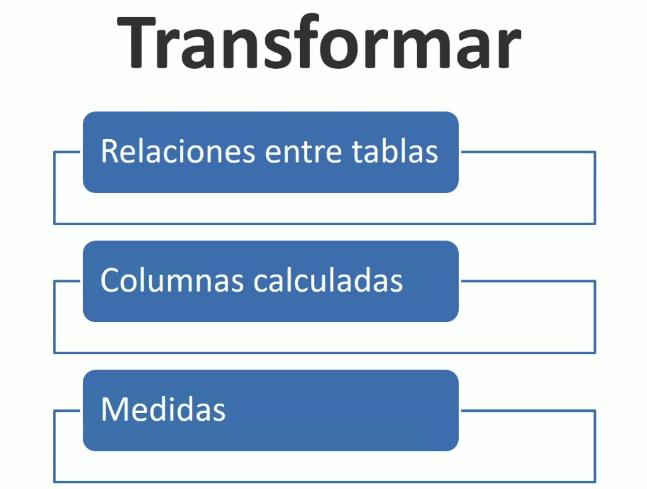 Transformar
Relaciones entre tablas
Columnas calculadas
Medidas